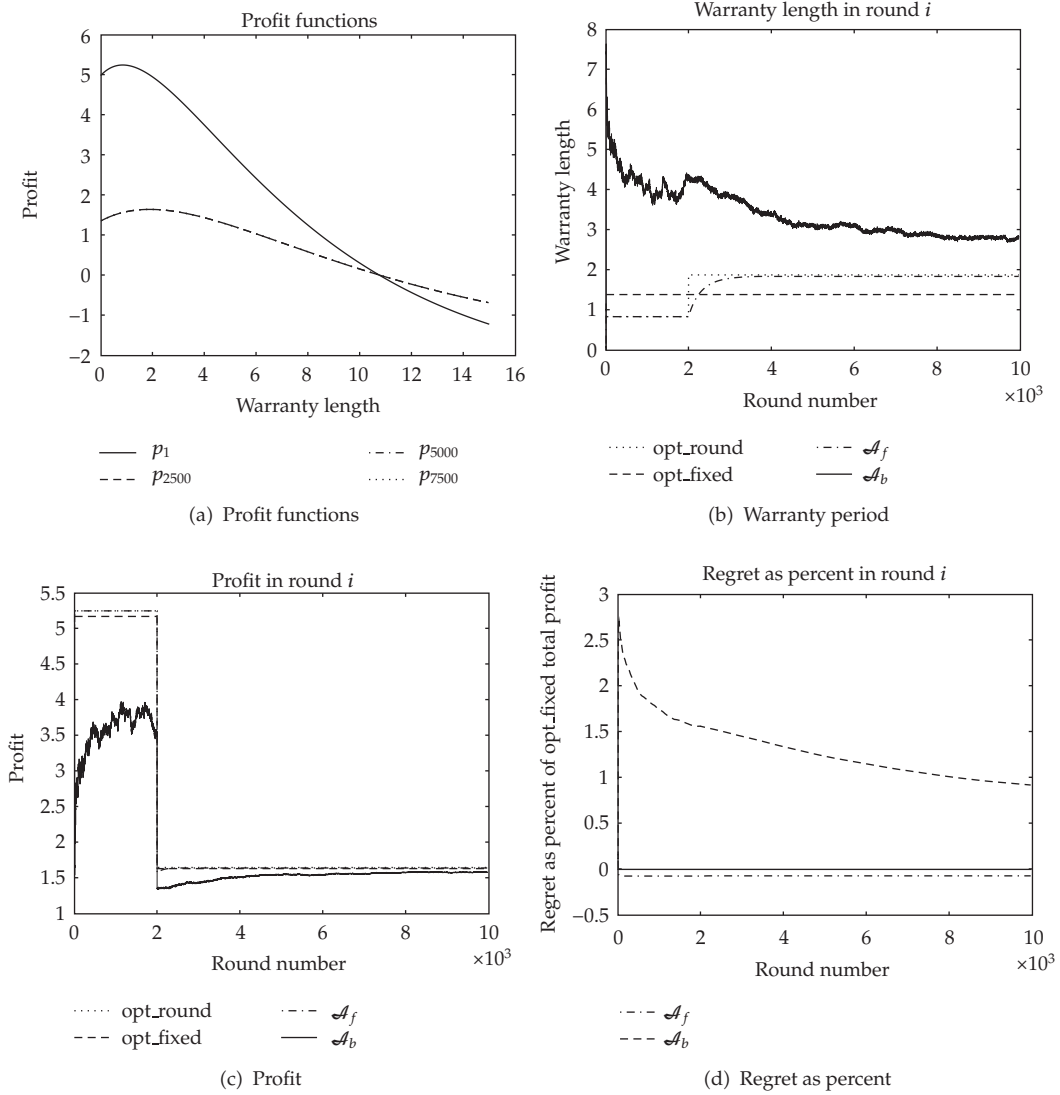 Profit functions
6
5
4
3
2
1
0
−1
−2
Profit
0 2 4 6 8 10 12 14 16
Warranty length
p1 p5000
p2500 p7500
(a) Profit functions
Warranty length in round i
8
7
6
5
4
3
2
1
0
Warranty length
0 2 4 6 8 10
×10³
Round number
opt_round 𝒜f
opt_fixed 𝒜b
(b) Warranty period
Profit in round i
5.5
5
4.5
4
3.5
3
2.5
2
1.5
1
Profit
0 2 4 6 8 10
×10³
Round number
opt_round 𝒜f
opt_fixed 𝒜b
(c) Profit
Regret as percent in round i
3
2.5
2
1.5
1
0.5
0
−0.5
Regret as percent of opt_fixed total profit
0 2 4 6 8 10
×10³
Round number
𝒜f
𝒜b
(d) Regret as percent